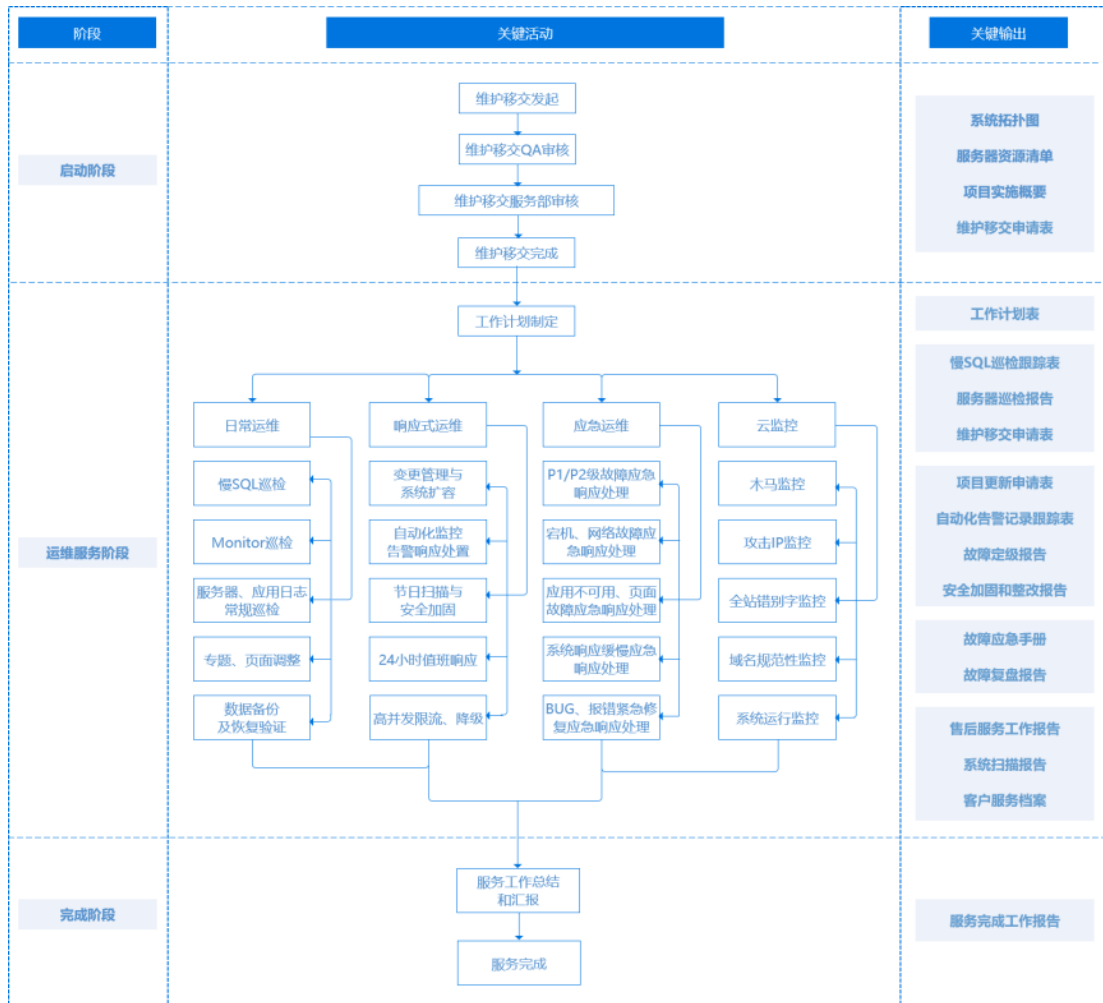 阶段
关键活动
关键输出
启动阶段
维护移交发起
维护移交QA审核
维护移交服务部审核
维护移交完成
系统拓扑图
服务器资源清单
项目实施概要
维护移交申请表
运维服务阶段
工作计划制定
日常运维
慢SQL巡检
Monitor巡检
服务器、应用日志
常规巡检
专题、页面调整
数据备份
及恢复验证
响应式运维
变更管理与
系统扩容
自动化监控
告警响应处置
节日扫描与
安全加固
24小时值班响应
高并发限流、降级
应急运维
P1/P2级故障应急
响应处理
宕机、网络故障应
急响应处理
应用不可用、页面
故障应急响应处理
系统响应缓慢应急
响应处理
BUG、报错紧急修
复应急响应处理
云监控
木马监控
攻击IP监控
全站错别字监控
域名规范性监控
系统运行监控
工作计划表
慢SQL巡检跟踪表
服务器巡检报告
维护移交申请表
项目更新申请表
自动化告警记录跟踪表
故障定级报告
安全加固和整改报告
故障应急手册
故障复盘报告
售后服务工作报告
系统扫描报告
客户服务档案
完成阶段
服务工作总结
和汇报
服务完成
服务完成工作报告